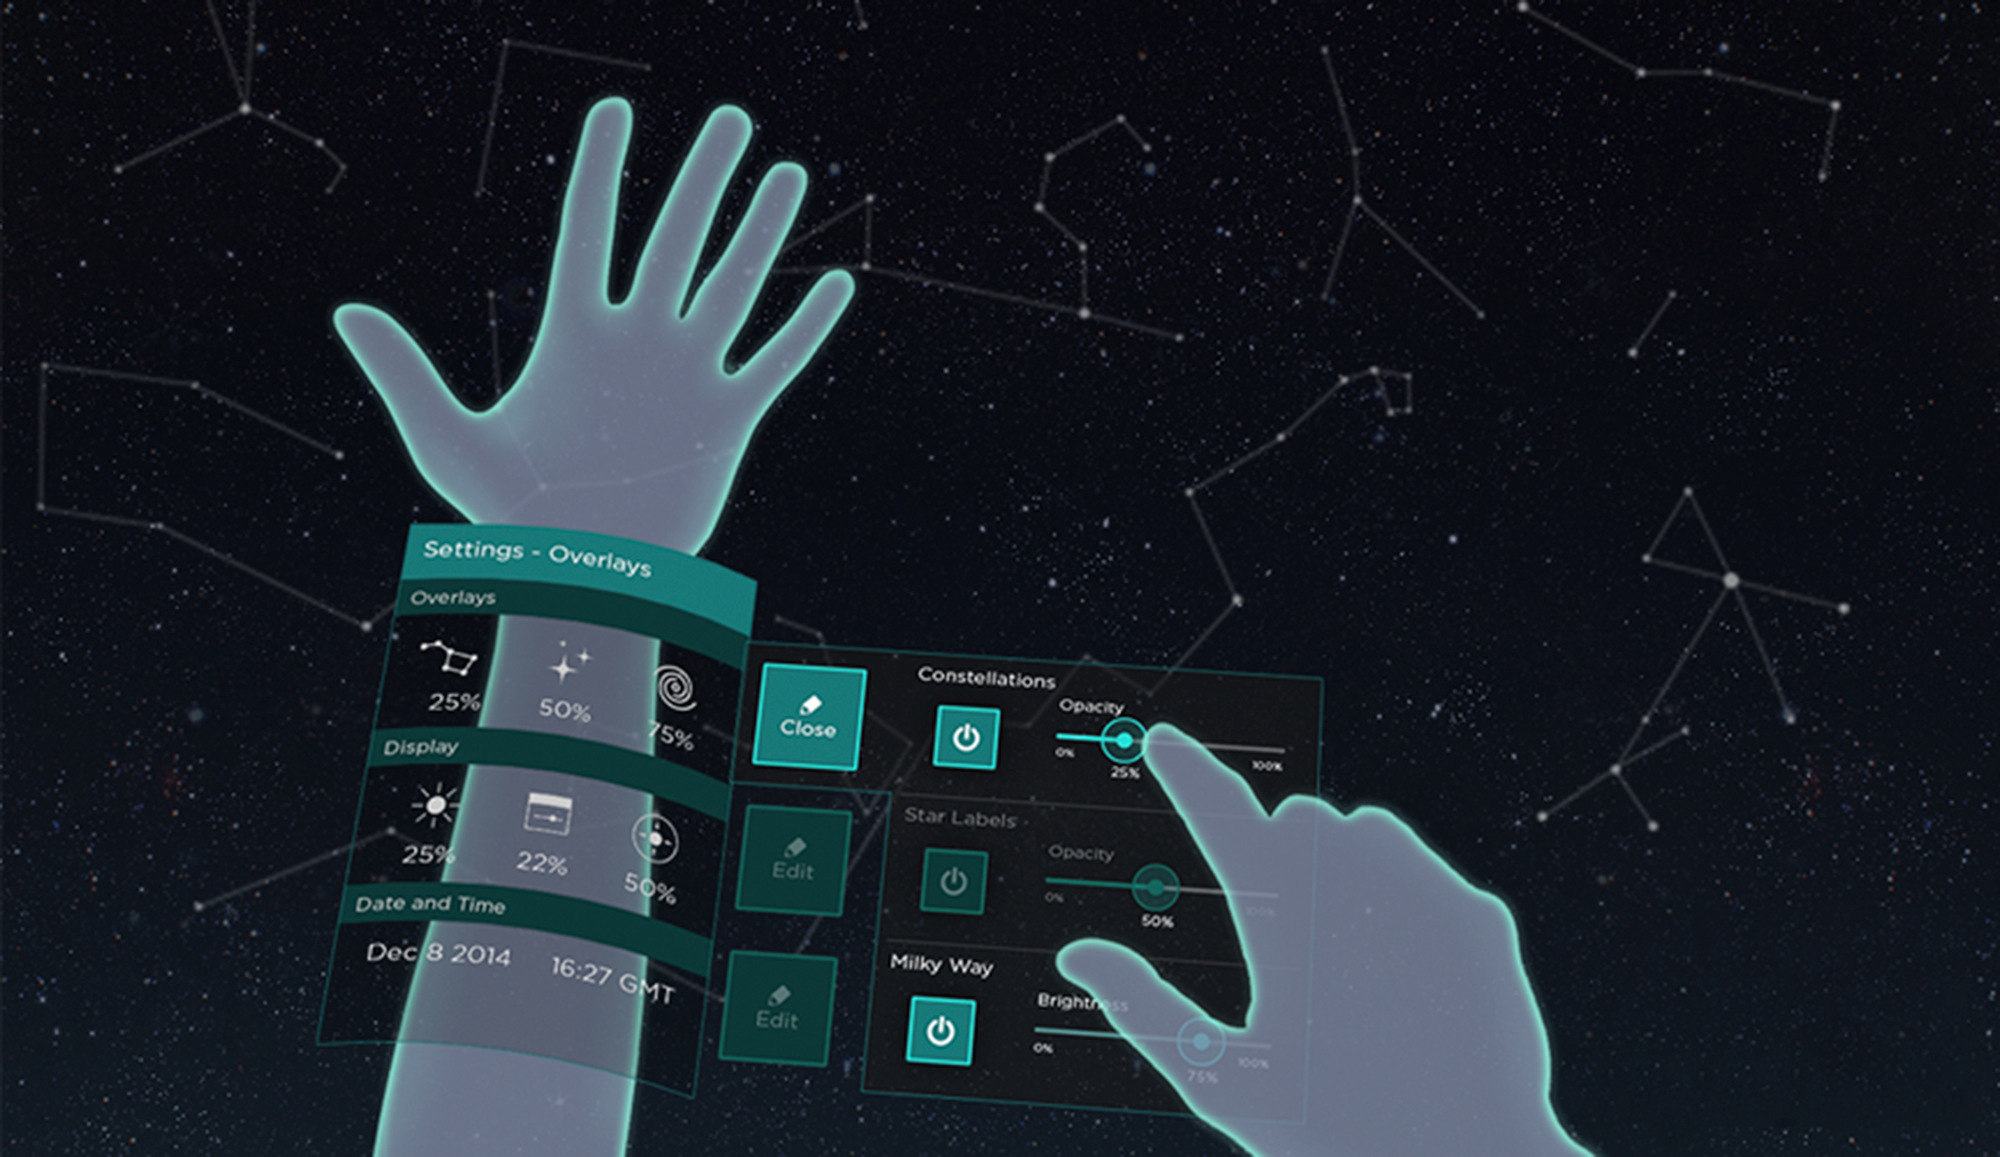 Settings - Overlays
Overlays
25% 50% 75%
Display
25% 22% 50%
Date and Time
Dec 8 2014 16:27 GMT
Close
Edit
Edit
Constellations
Opacity
0% 100%
25%
Star Labels
Opacity
0% 100%
50%
Milky Way
Brightness
0% 100%
75%